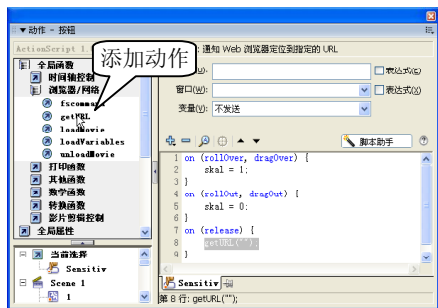 动作 - 按钮
ActionScript 1.
添加动作
: 通知 Web 浏览器定位到指定的 URL
全局函数
时间轴控制
浏览器/网络
fscomman
getURL
loadMovie
loadVariables
unloadMovie
打印函数
其他函数
数学函数
转换函数
影片剪辑控制
全局属性
表达式(E)
窗口(W):
表达式(X)
变量(V): 不发送
脚本助手
1 on (rollOver, dragOver) {
2 skal = 1;
3 }
4 on (rollOut, dragOut) {
5 skal = 0;
6 }
7 on (release) {
8 getURL("");
9 }
当前选择
Sensitiv
Scene 1
1
Sensitiv
第 8 行: getURL("");